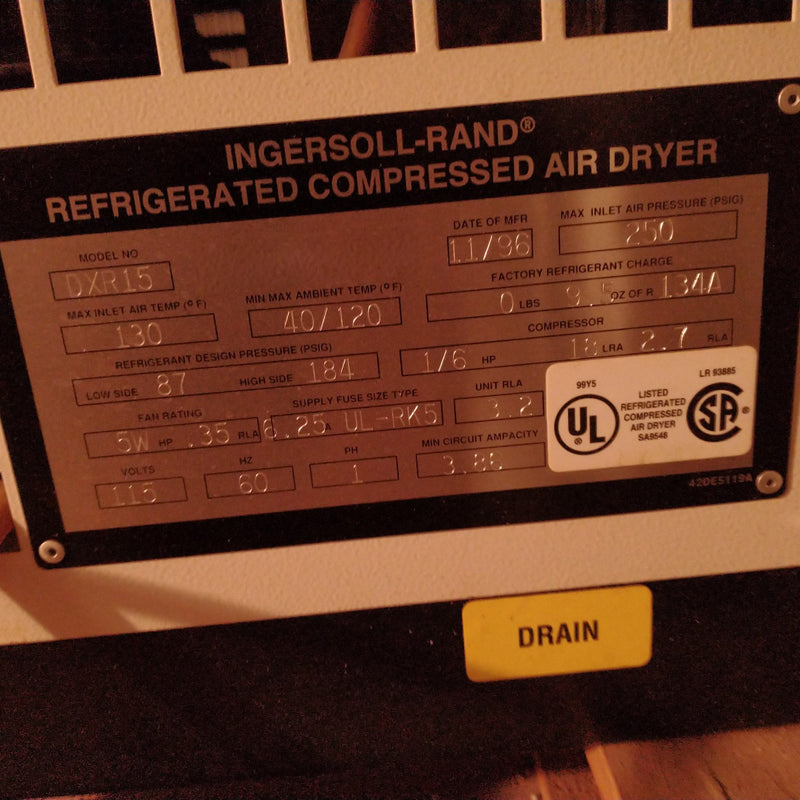 INGERSOLL-RAND®
REFRIGERATED COMPRESSED AIR DRYER
MODEL NO
DXR15
DATE OF MFR
11/96
MAX INLET AIR PRESSURE (PSIG)
250
MAX INLET AIR TEMP (º F)
130
MIN MAX AMBIENT TEMP (º F)
40/120
FACTORY REFRIGERANT CHARGE
0 LBS 9.5 OZ OF R 134A
REFRIGERANT DESIGN PRESSURE (PSIG)
LOW SIDE 87 HIGH SIDE 184
COMPRESSOR
1/6 HP 18 LRA 2.7 RLA
FAN RATING
5W HP .35 RLA
SUPPLY FUSE SIZE TYPE
6.25 A UL-RK5
UNIT RLA
3.2
VOLTS
115
HZ
60
PH
1
MIN CIRCUIT AMPACITY
3.86
99Y5
UL
®
LISTED
REFRIGERATED
COMPRESSED
AIR DRYER
SA9548
LR 93885
SA
®
42DE5119A
DRAIN